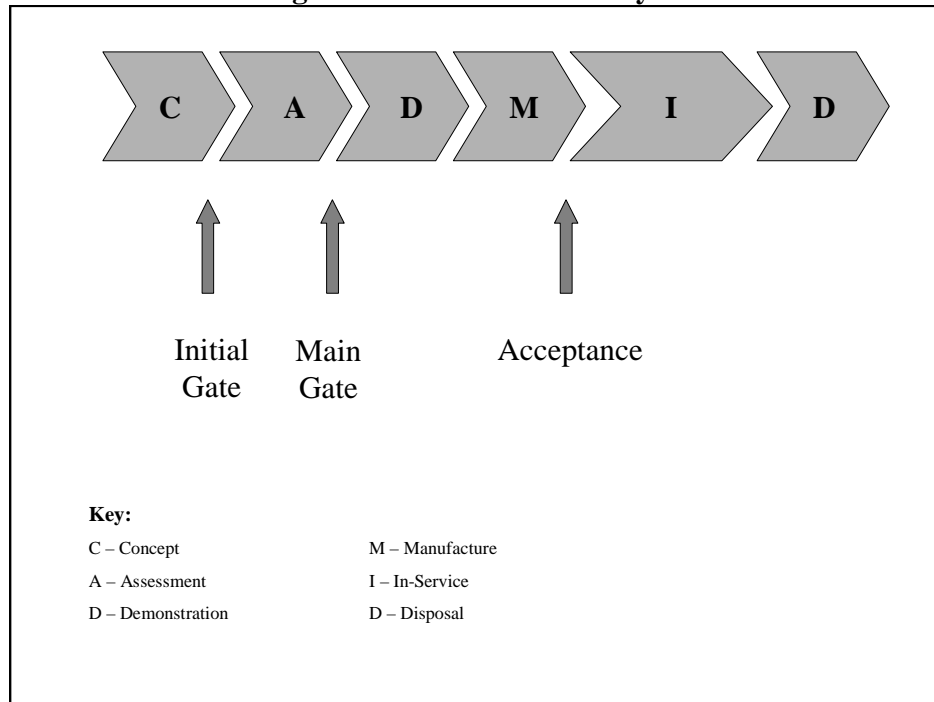 C A D M I D
Initial Main Acceptance
Gate Gate
Key:
C – Concept M – Manufacture
A – Assessment I – In-Service
D – Demonstration D – Disposal